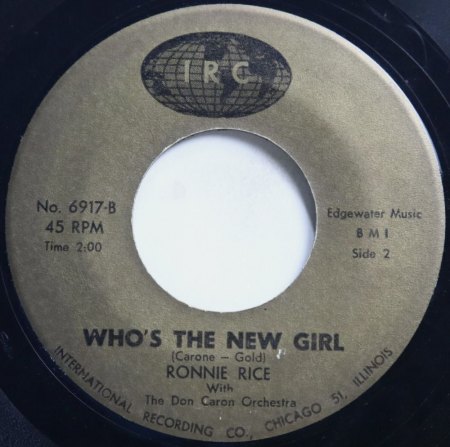 IRC
No. 6917-B
45 RPM
Time 2:00
Edgewater Music
BMI
Side 2
WHO'S THE NEW GIRL
(Carone – Gold)
RONNIE RICE
With
The Don Caron Orchestra
INTERNATIONAL RECORDING CO., CHICAGO 51, ILLINOIS